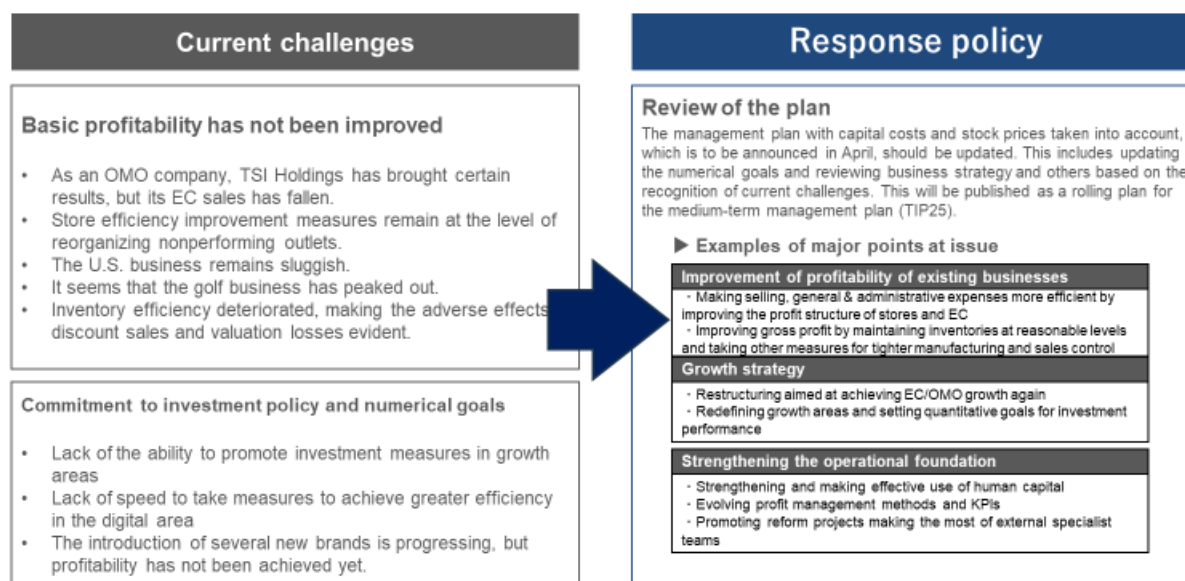 Current challenges
Basic profitability has not been improved
• As an OMO company, TSI Holdings has brought certain
results, but its EC sales has fallen.
• Store efficiency improvement measures remain at the level of
reorganizing nonperforming outlets.
• The U.S. business remains sluggish.
• It seems that the golf business has peaked out.
• Inventory efficiency deteriorated, making the adverse effects
discount sales and valuation losses evident.
Commitment to investment policy and numerical goals
• Lack of the ability to promote investment measures in growth
areas
• Lack of speed to take measures to achieve greater efficiency
in the digital area
• The introduction of several new brands is progressing, but
profitability has not been achieved yet.
Response policy
Review of the plan
The management plan with capital costs and stock prices taken into account,
which is to be announced in April, should be updated. This includes updating
the numerical goals and reviewing business strategy and others based on the
recognition of current challenges. This will be published as a rolling plan for
the medium-term management plan (TIP25).
▶ Examples of major points at issue
Improvement of profitability of existing businesses
・Making selling, general & administrative expenses more efficient by
improving the profit structure of stores and EC
・Improving gross profit by maintaining inventories at reasonable levels
and taking other measures for tighter manufacturing and sales control
Growth strategy
・Restructuring aimed at achieving EC/OMO growth again
・Redefining growth areas and setting quantitative goals for investment
performance
Strengthening the operational foundation
・Strengthening and making effective use of human capital
・Evolving profit management methods and KPIs
・Promoting reform projects making the most of external specialist
teams